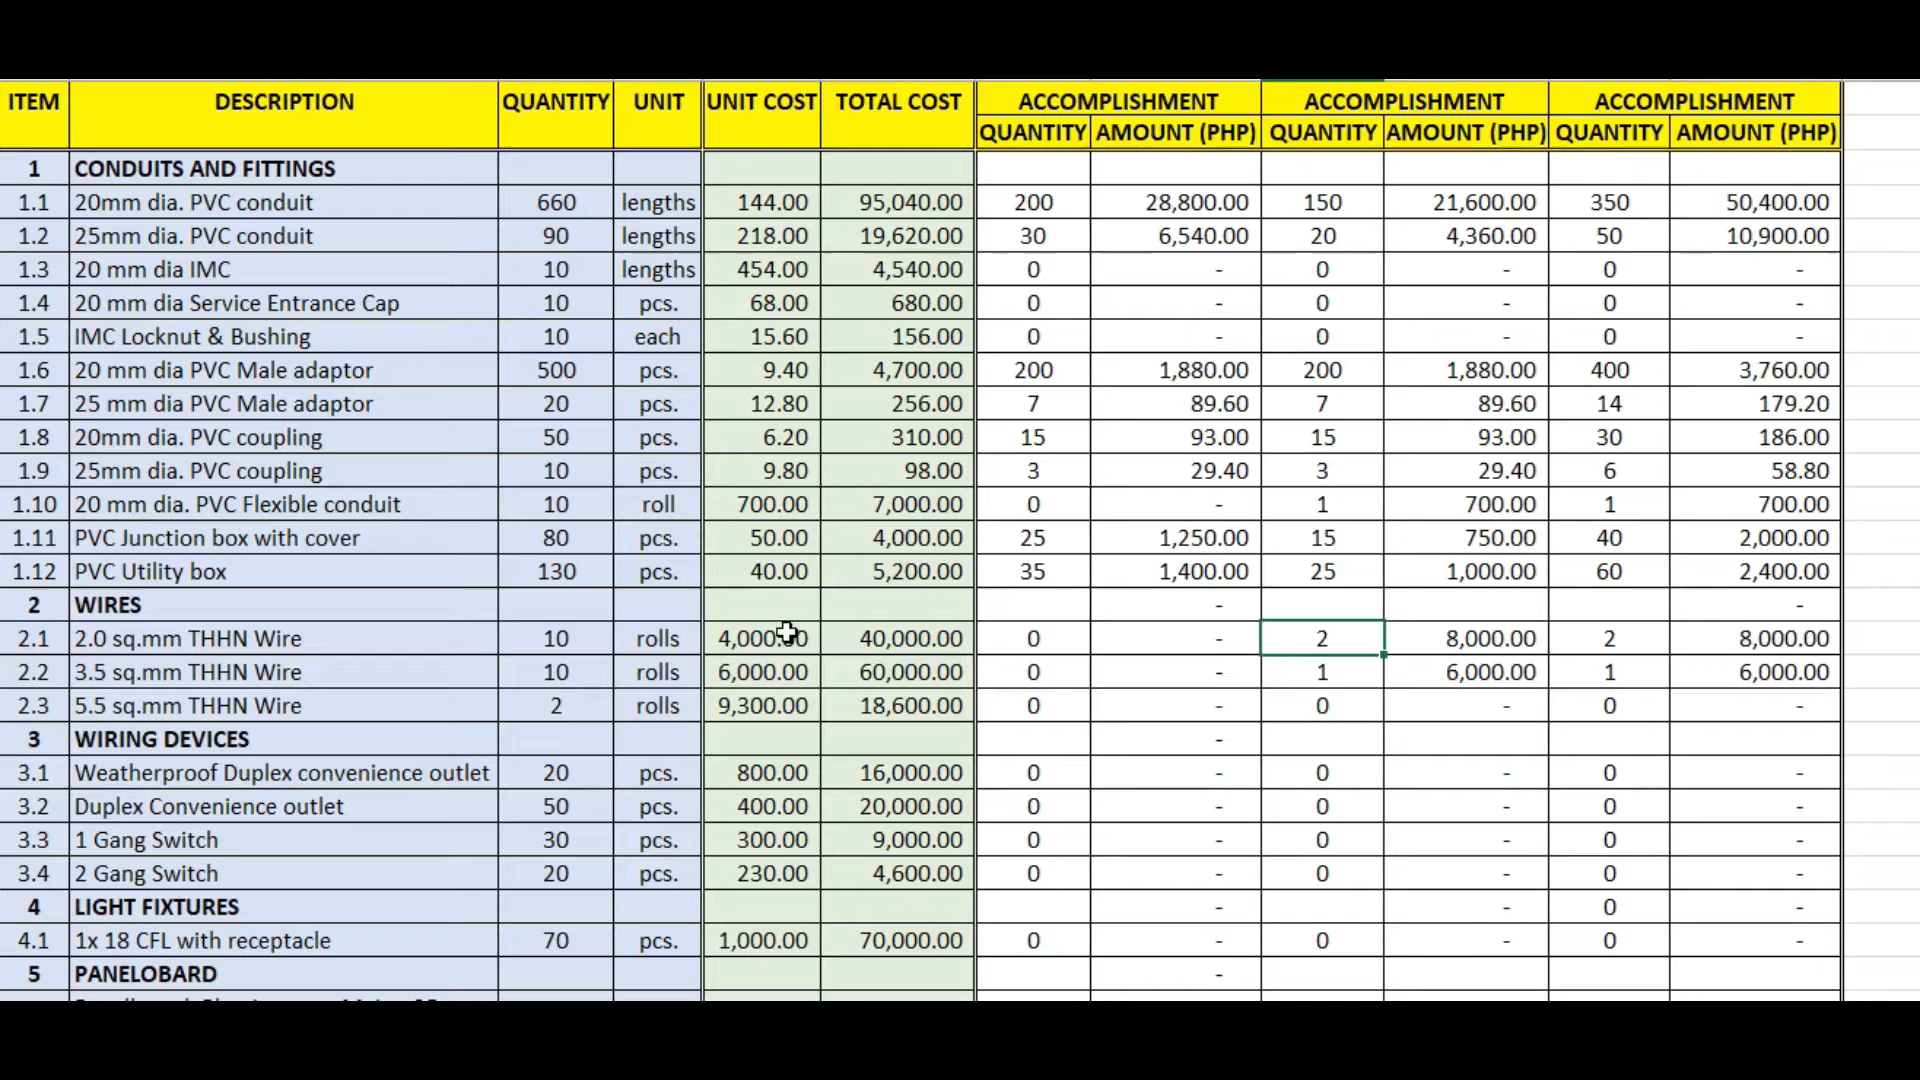 ITEM DESCRIPTION QUANTITY UNIT UNIT COST TOTAL COST ACCOMPLISHMENT ACCOMPLISHMENT ACCOMPLISHMENT
QUANTITY AMOUNT (PHP) QUANTITY AMOUNT (PHP) QUANTITY AMOUNT (PHP)
1 CONDUITS AND FITTINGS
1.1 20mm dia. PVC conduit 660 lengths 144.00 95,040.00 200 28,800.00 150 21,600.00 350 50,400.00
1.2 25mm dia. PVC conduit 90 lengths 218.00 19,620.00 30 6,540.00 20 4,360.00 50 10,900.00
1.3 20 mm dia IMC 10 lengths 454.00 4,540.00 0 - 0 - 0 -
1.4 20 mm dia Service Entrance Cap 10 pcs. 68.00 680.00 0 - 0 - 0 -
1.5 IMC Locknut & Bushing 10 each 15.60 156.00 0 - 0 - 0 -
1.6 20 mm dia PVC Male adaptor 500 pcs. 9.40 4,700.00 200 1,880.00 200 1,880.00 400 3,760.00
1.7 25 mm dia PVC Male adaptor 20 pcs. 12.80 256.00 7 89.60 7 89.60 14 179.20
1.8 20mm dia. PVC coupling 50 pcs. 6.20 310.00 15 93.00 15 93.00 30 186.00
1.9 25mm dia. PVC coupling 10 pcs. 9.80 98.00 3 29.40 3 29.40 6 58.80
1.10 20 mm dia. PVC Flexible conduit 10 roll 700.00 7,000.00 0 - 1 700.00 1 700.00
1.11 PVC Junction box with cover 80 pcs. 50.00 4,000.00 25 1,250.00 15 750.00 40 2,000.00
1.12 PVC Utility box 130 pcs. 40.00 5,200.00 35 1,400.00 25 1,000.00 60 2,400.00
2 WIRES - -
2.1 2.0 sq.mm THHN Wire 10 rolls 4,000.00 40,000.00 0 - 2 8,000.00 2 8,000.00
2.2 3.5 sq.mm THHN Wire 10 rolls 6,000.00 60,000.00 0 - 1 6,000.00 1 6,000.00
2.3 5.5 sq.mm THHN Wire 2 rolls 9,300.00 18,600.00 0 - 0 - 0 -
3 WIRING DEVICES -
3.1 Weatherproof Duplex convenience outlet 20 pcs. 800.00 16,000.00 0 - 0 - 0 -
3.2 Duplex Convenience outlet 50 pcs. 400.00 20,000.00 0 - 0 - 0 -
3.3 1 Gang Switch 30 pcs. 300.00 9,000.00 0 - 0 - 0 -
3.4 2 Gang Switch 20 pcs. 230.00 4,600.00 0 - 0 - 0 -
4 LIGHT FIXTURES - 0 -
4.1 1x 18 CFL with receptacle 70 pcs. 1,000.00 70,000.00 0 - 0 - 0 -
5 PANELOBARD -